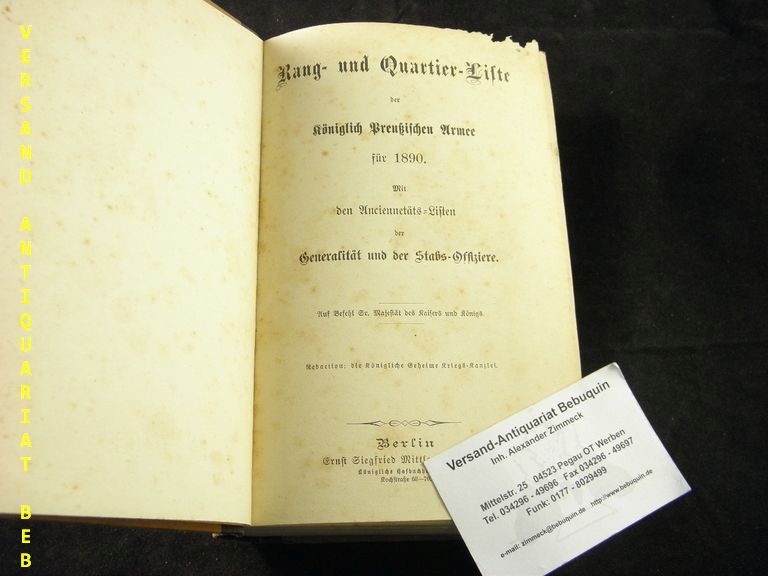 VERSAND ANTIQUARIAT BEB
Rang- und Quartier-Liste
der
Königlich Preußischen Armee
für 1890.
Mit
den Anciennetäts-Listen
der
Generalität und der Stabs-Offiziere.
Auf Befehl Sr. Majestät des Kaisers und Königs.
Redaction: die Königliche Geheime Kriegs-Kanzlei.
Berlin
Ernst Siegfried Mittl
Königliche Hofbuch
Kochstraße 68—70
Versand-Antiquariat Bebuquin
Inh. Alexander Zimmeck
Mittelstr. 25 04523 Pegau OT Werben
Tel. 034296 - 49696 Fax 034296 - 49697
Funk: 0177 - 8029499
e-mail: zimmeck@bebuquin.de http://www.bebuquin.de